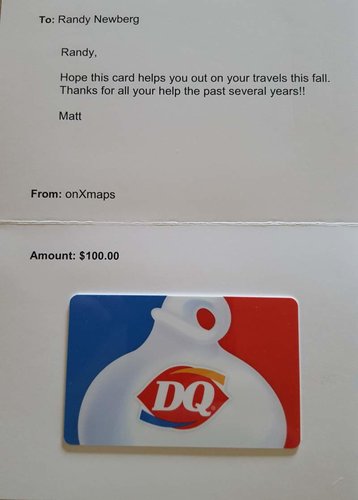 To: Randy Newberg
Randy,
Hope this card helps you out on your travels this fall.
Thanks for all your help the past several years!!
Matt
From: onXmaps
Amount: $100.00
DQ